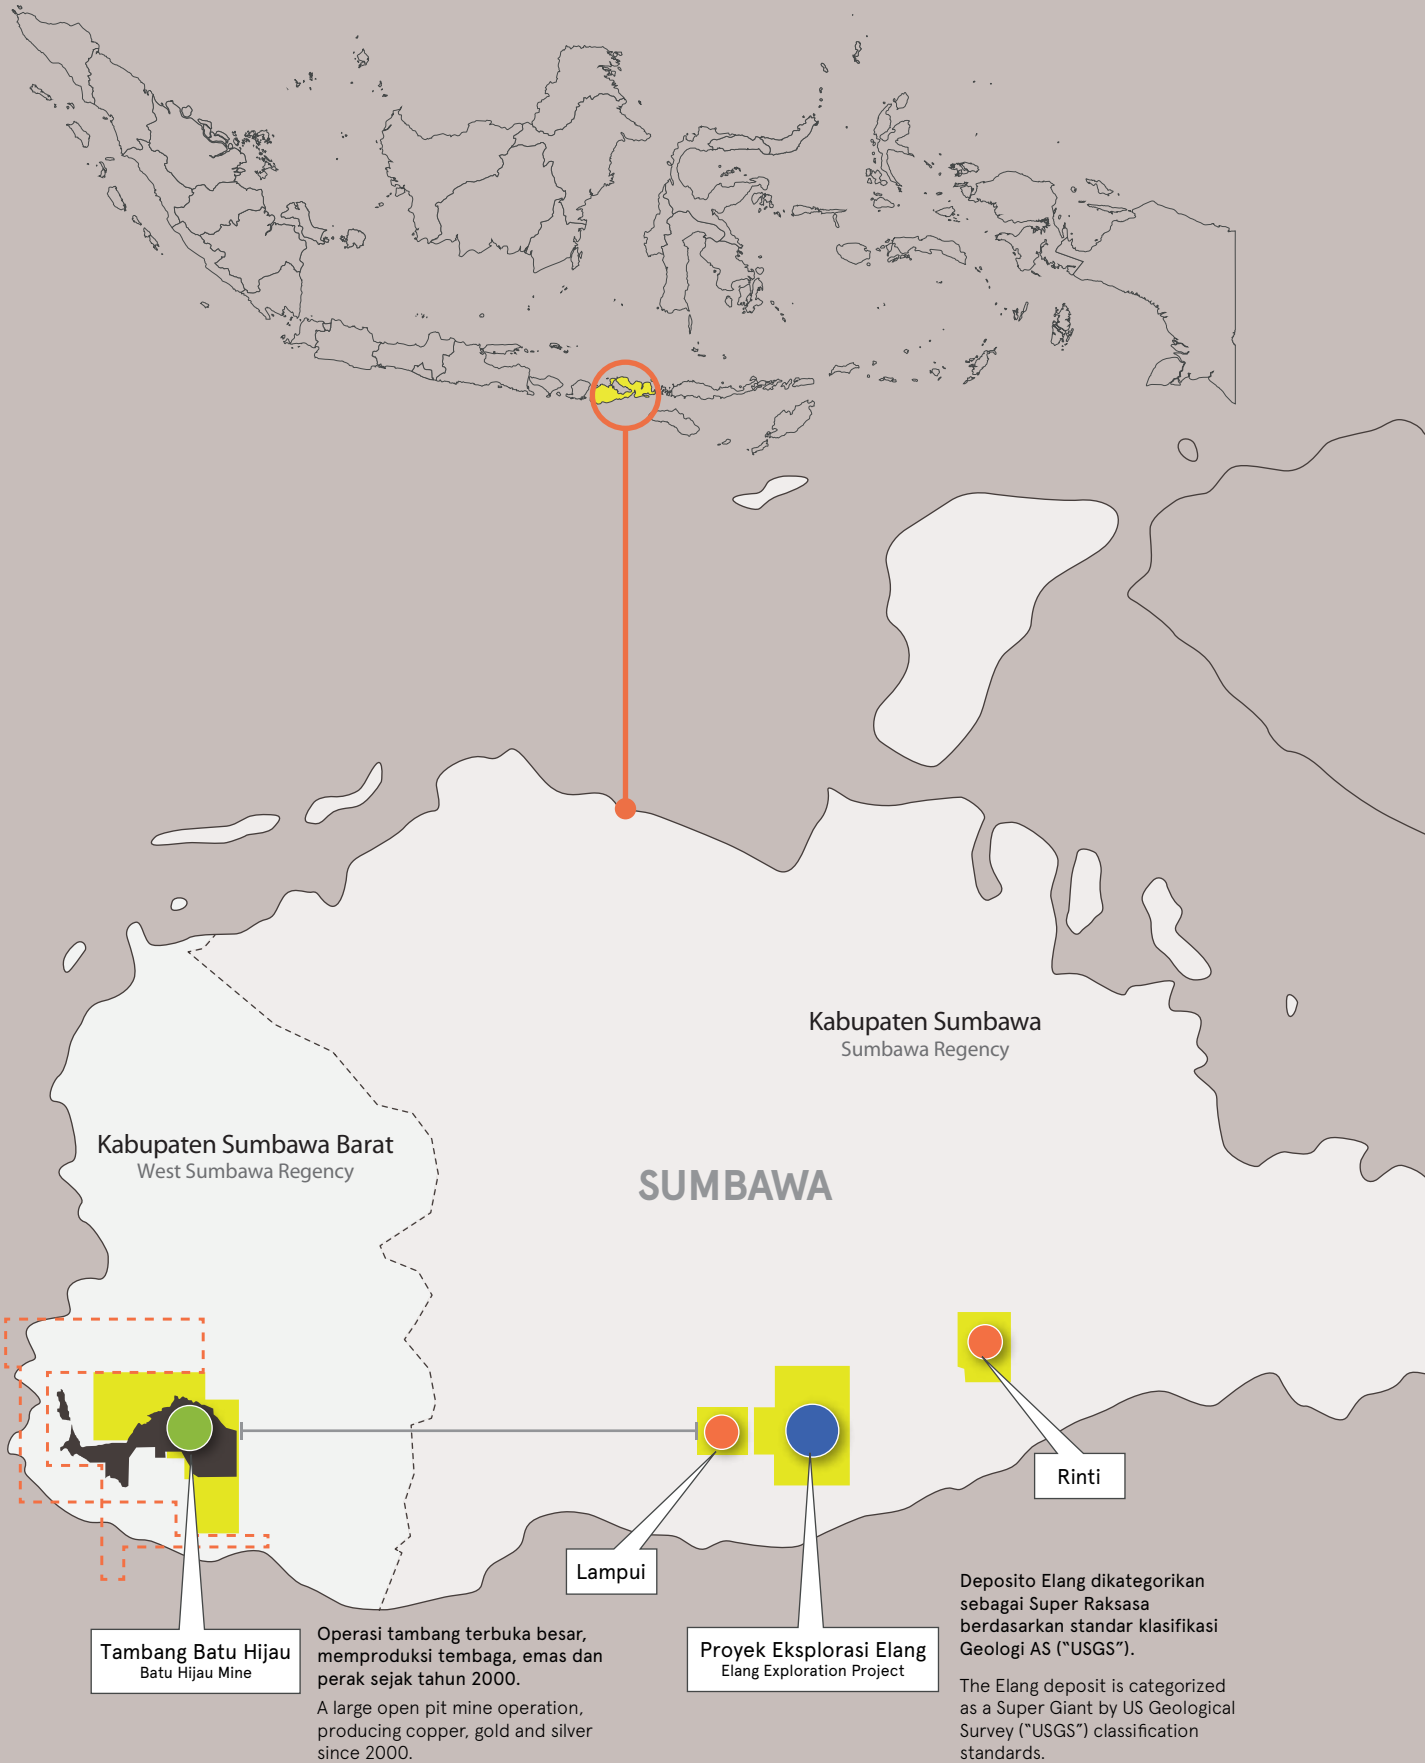 Kabupaten Sumbawa
Sumbawa Regency
Kabupaten Sumbawa Barat
West Sumbawa Regency
SUMBAWA
Rinti
Lampui
Tambang Batu Hijau
Batu Hijau Mine
Operasi tambang terbuka besar,
memproduksi tembaga, emas dan
perak sejak tahun 2000.
A large open pit mine operation,
producing copper, gold and silver
since 2000.
Proyek Eksplorasi Elang
Elang Exploration Project
Deposito Elang dikategorikan
sebagai Super Raksasa
berdasarkan standar klasifikasi
Geologi AS (“USGS”).
The Elang deposit is categorized
as a Super Giant by US Geological
Survey (“USGS”) classification
standards.